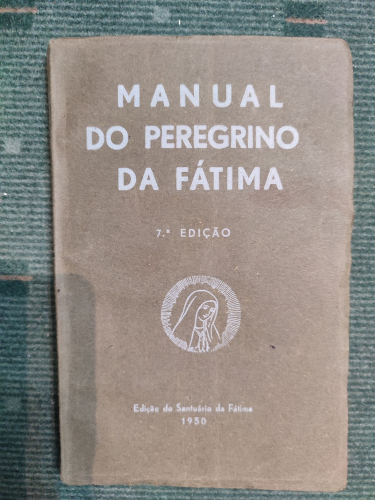 MANUAL
DO PEREGRINO
DA FÁTIMA
7.ª EDIÇÃO
Edição do Santuário da Fátima
1950